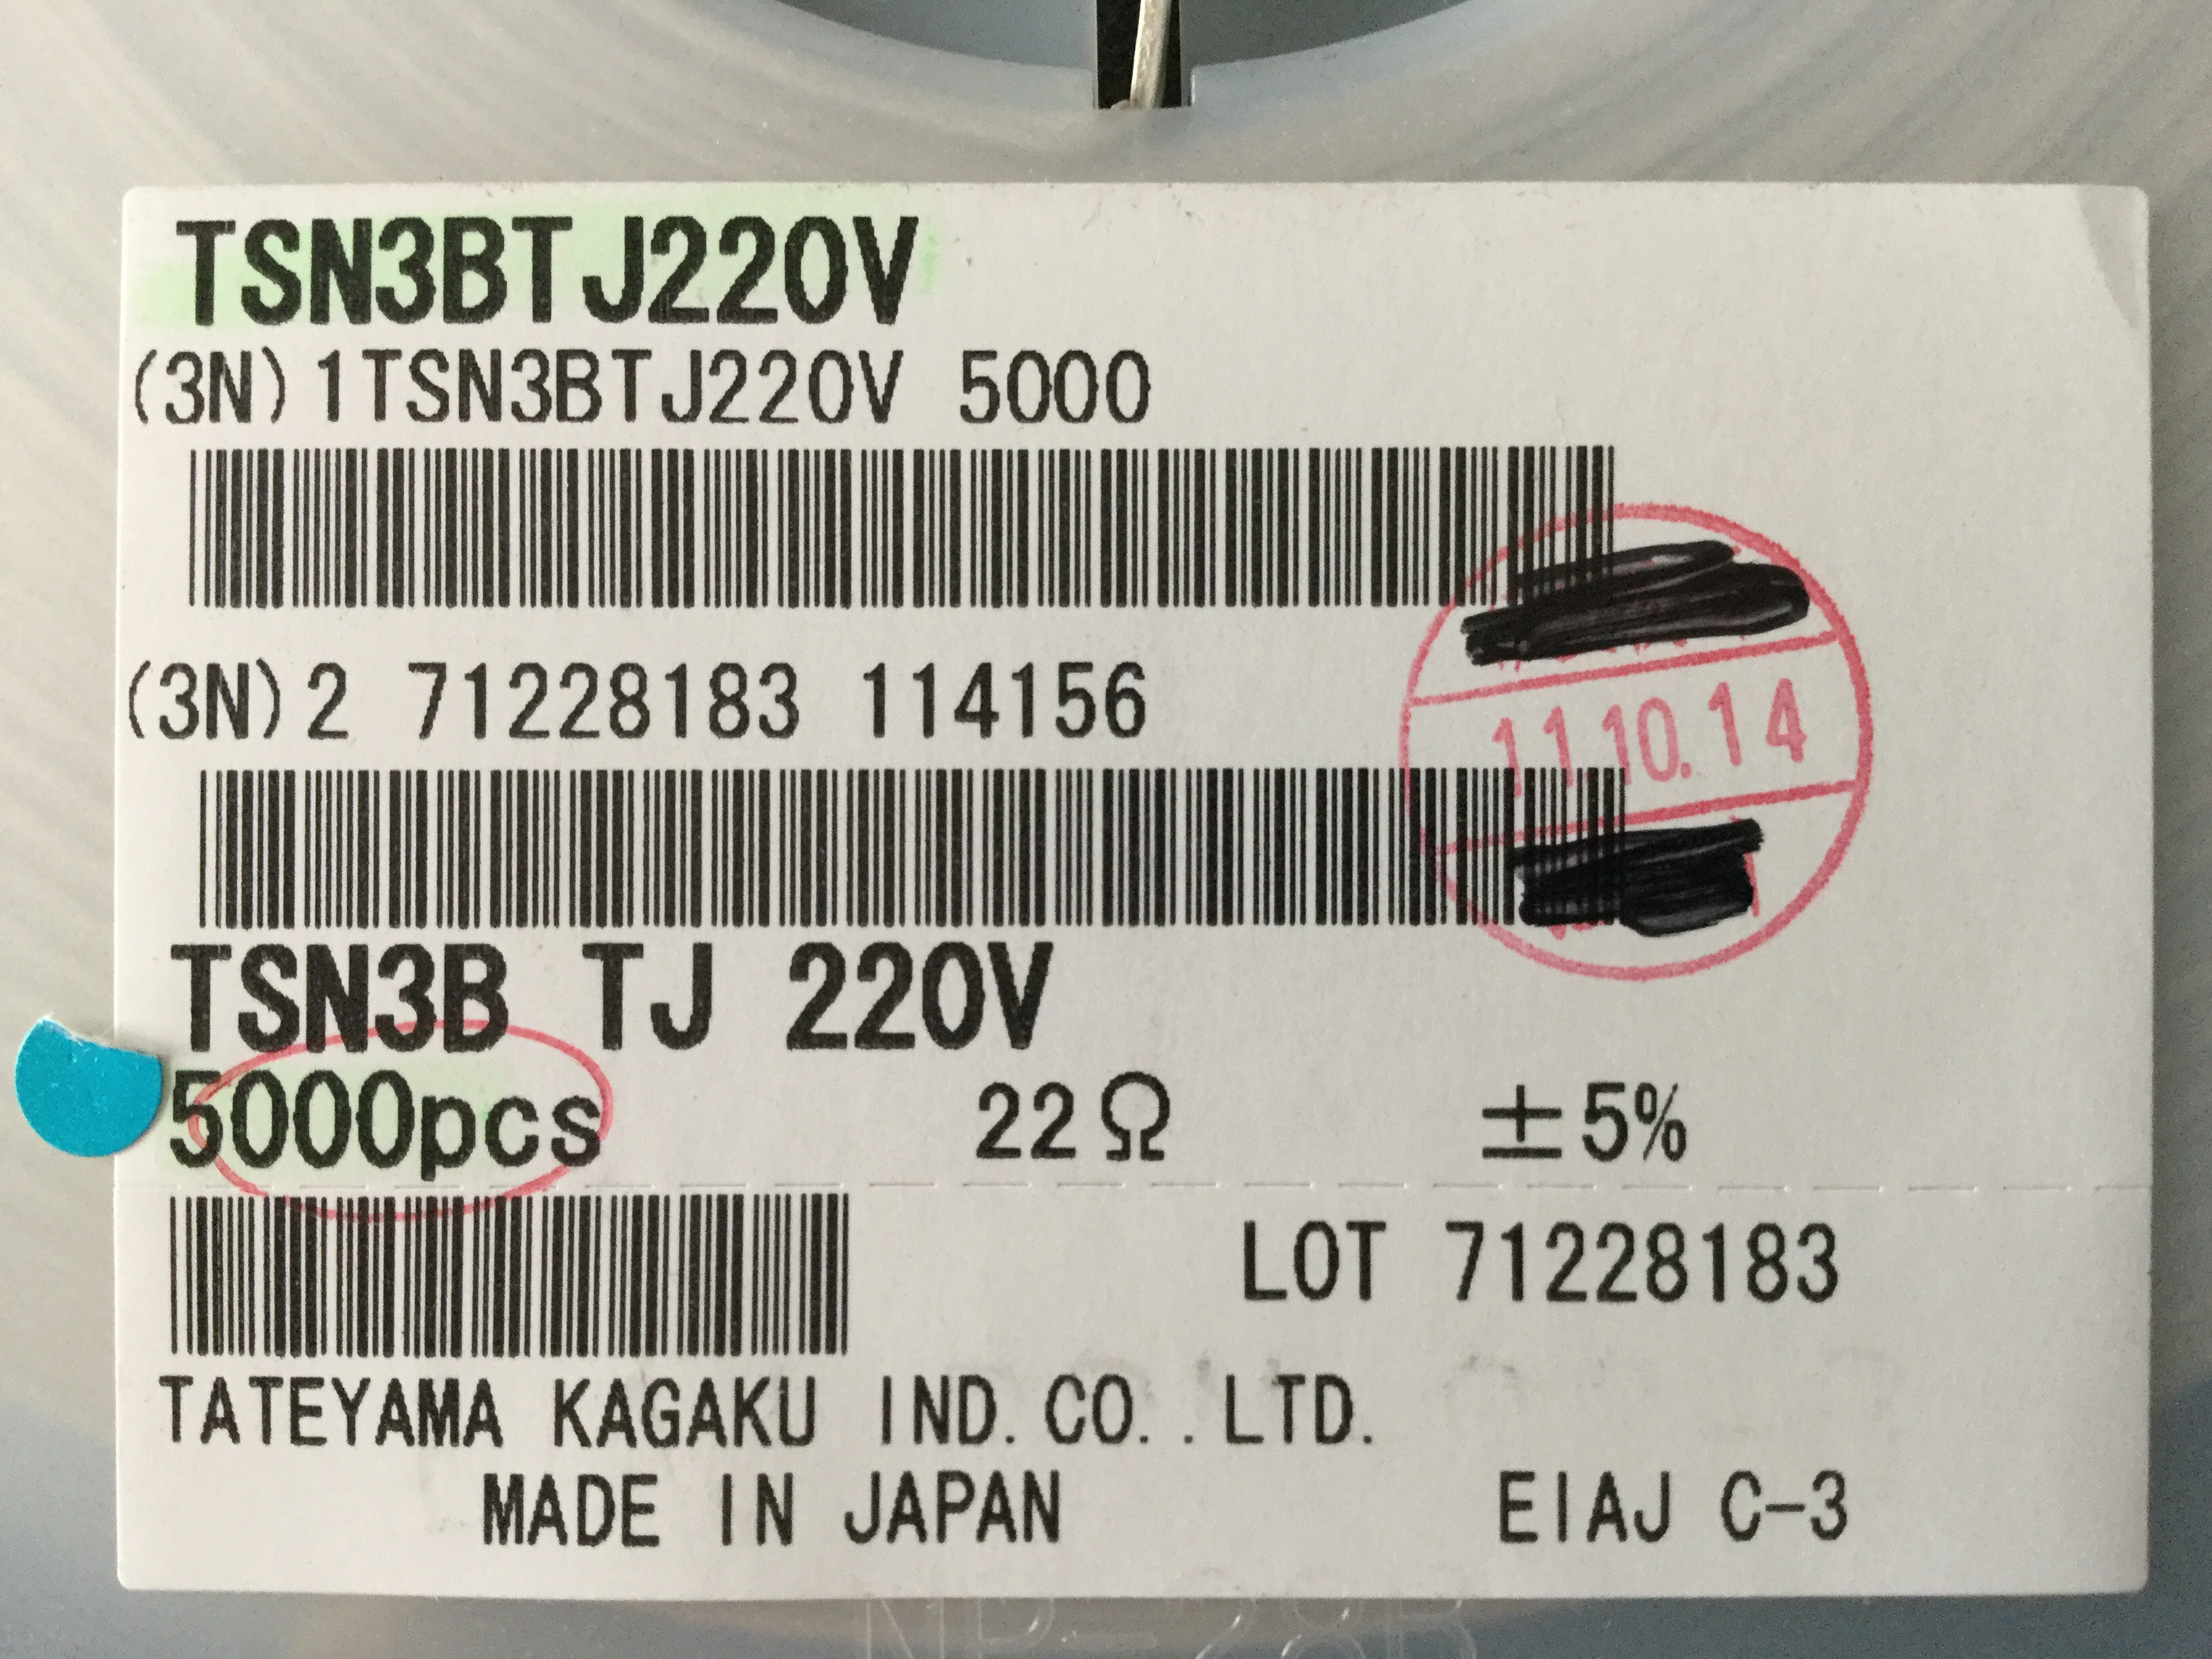 TSN3BTJ220V
(3N)1TSN3BTJ220V 5000
(3N)2 71228183 114156
11.10.14
TSN3B TJ 220V
5000pcs 22Ω ±5%
LOT 71228183
TATEYAMA KAGAKU IND.CO..LTD.
MADE IN JAPAN EIAJ C-3